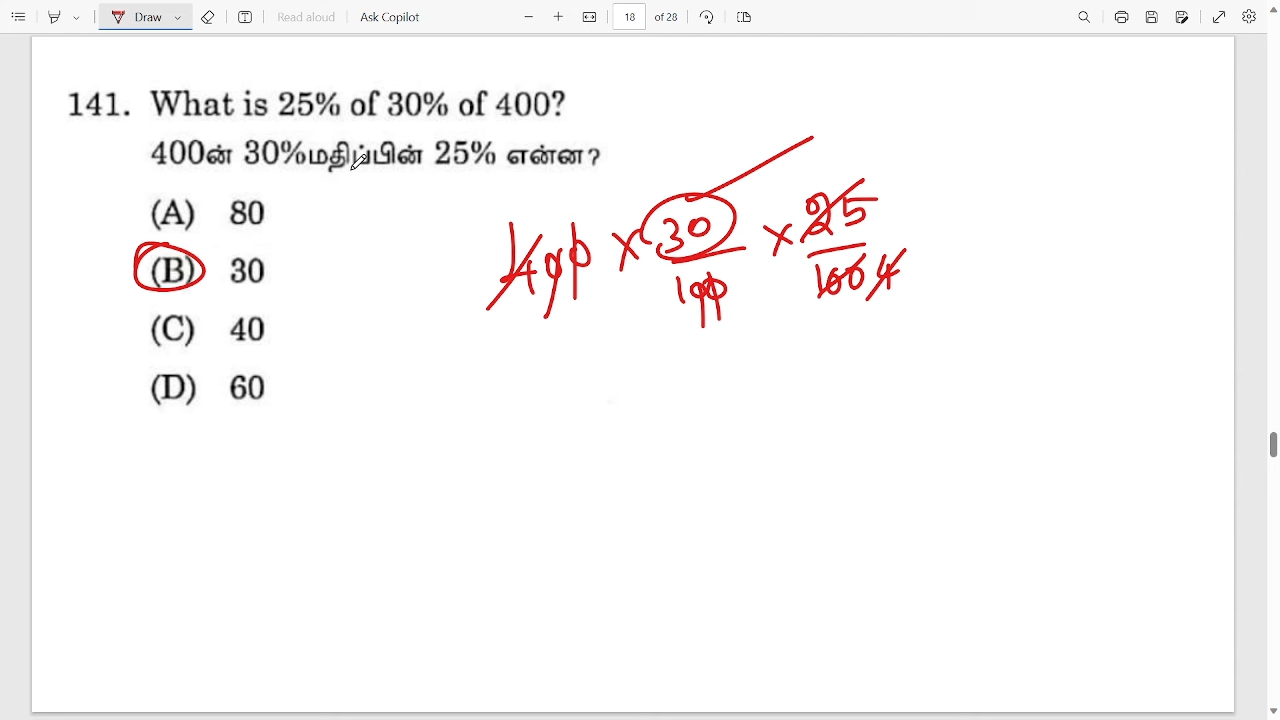 Draw
Read aloud
Ask Copilot
18 of 28
141. What is 25% of 30% of 400?
400ன் 30%மதிப்பின் 25% என்ன?
(A) 80
(B) 30
(C) 40
(D) 60
400 × 30 × 25
100 100 4